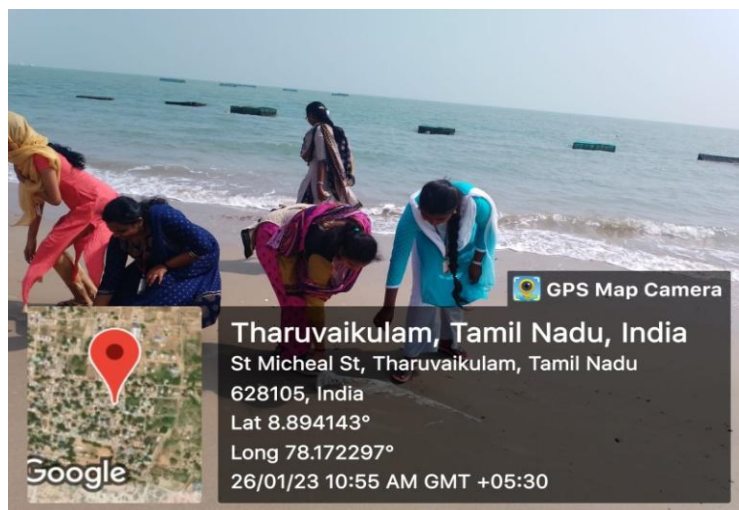 GPS Map Camera
Tharuvaikulam, Tamil Nadu, India
St Micheal St, Tharuvaikulam, Tamil Nadu
628105, India
Lat 8.894143°
Long 78.172297°
26/01/23 10:55 AM GMT +05:30
Google